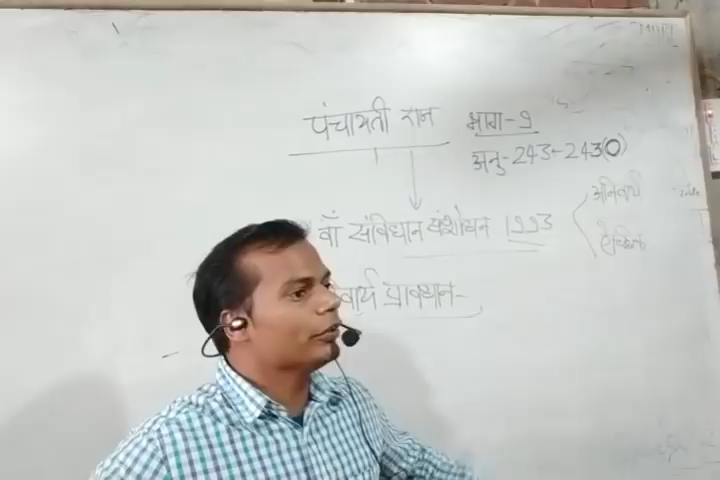 पंचायती राज भाग-9
अनु-243-243(O)
वाँ संविधान संशोधन 1993 अनिवार्य
ऐच्छिक
वार्य प्रावधान-